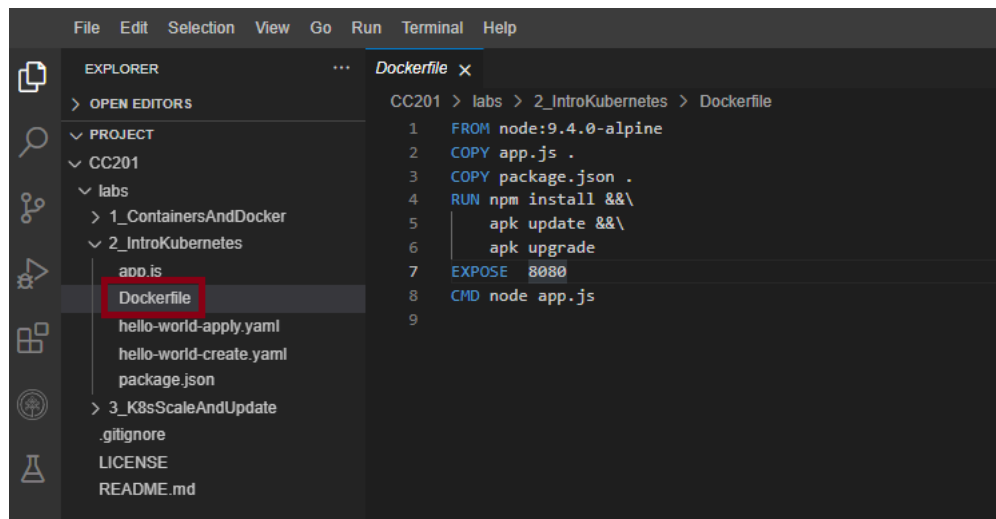 File Edit Selection View Go Run Terminal Help
EXPLORER ···
> OPEN EDITORS
PROJECT
CC201
labs
> 1_ContainersAndDocker
2_IntroKubernetes
app.js
Dockerfile
hello-world-apply.yaml
hello-world-create.yaml
package.json
> 3_K8sScaleAndUpdate
.gitignore
LICENSE
README.md
Dockerfile ×
CC201 > labs > 2_IntroKubernetes > Dockerfile
1 FROM node:9.4.0-alpine
2 COPY app.js .
3 COPY package.json .
4 RUN npm install &&\
5 apk update &&\
6 apk upgrade
7 EXPOSE 8080
8 CMD node app.js
9